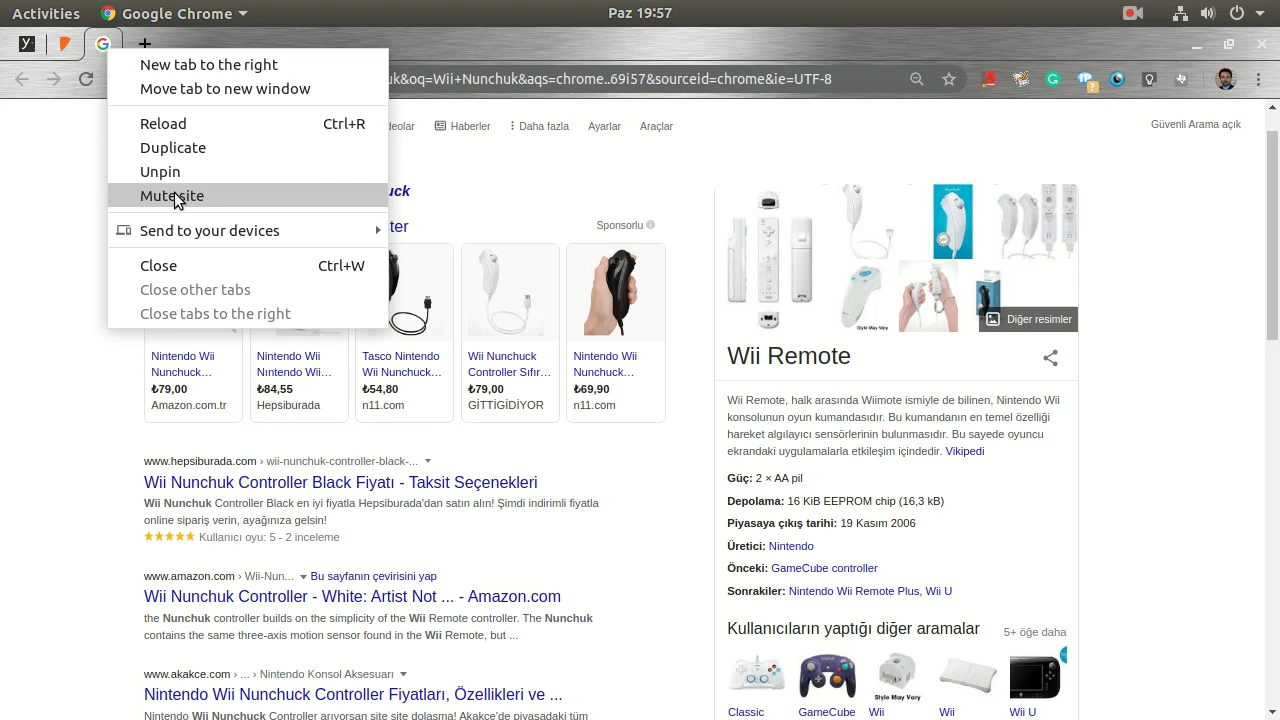 Activities
Google Chrome
Paz 19:57
uk&oq=Wii+Nunchuk&aqs=chrome..69i57&sourceid=chrome&ie=UTF-8
New tab to the right
Move tab to new window
Reload Ctrl+R
Duplicate
Unpin
Mute site
Send to your devices
Close Ctrl+W
Close other tabs
Close tabs to the right
deolar
Haberler
Daha fazla
Ayarlar
Araçlar
Güvenli Arama açık
uck
ter
Sponsorlu
Nintendo Wii
Nunchuck...
₺79,00
Amazon.com.tr
Nintendo Wii
Nıntendo Wii...
₺84,55
Hepsiburada
Tasco Nintendo
Wii Nunchuck...
₺54,80
n11.com
Wii Nunchuck
Controller Sıfır...
₺79,00
GİTTİGİDİYOR
Nintendo Wii
Nunchuck...
₺69,90
n11.com
www.hepsiburada.com › wii-nunchuk-controller-black-...
Wii Nunchuk Controller Black Fiyatı - Taksit Seçenekleri
Wii Nunchuk Controller Black en iyi fiyatla Hepsiburada'dan satın alın! Şimdi indirimli fiyatla
online sipariş verin, ayağınıza gelsin!
★★★★★ Kullanıcı oyu: 5 - 2 inceleme
www.amazon.com › Wii-Nun... Bu sayfanın çevirisini yap
Wii Nunchuk Controller - White: Artist Not ... - Amazon.com
the Nunchuk controller builds on the simplicity of the Wii Remote controller. The Nunchuk
contains the same three-axis motion sensor found in the Wii Remote, but ...
www.akakce.com › ... › Nintendo Konsol Aksesuarı
Nintendo Wii Nunchuck Controller Fiyatları, Özellikleri ve ...
Nintendo Wii Nunchuck Controller arıyorsan site site dolaşma! Akakçe'de piyasadaki tüm
Style May Vary
Diğer resimler
Wii Remote
Wii Remote, halk arasında Wiimote ismiyle de bilinen, Nintendo Wii
konsolunun oyun kumandasıdır. Bu kumandanın en temel özelliği
hareket algılayıcı sensörlerinin bulunmasıdır. Bu sayede oyuncu
ekrandaki uygulamalarla etkileşim içindedir. Vikipedi
Güç: 2 × AA pil
Depolama: 16 KiB EEPROM chip (16,3 kB)
Piyasaya çıkış tarihi: 19 Kasım 2006
Üretici: Nintendo
Önceki: GameCube controller
Sonrakiler: Nintendo Wii Remote Plus, Wii U
Kullanıcıların yaptığı diğer aramalar
5+ öğe daha
Style May Vary
Classic
GameCube
Wii
Wii
Wii U